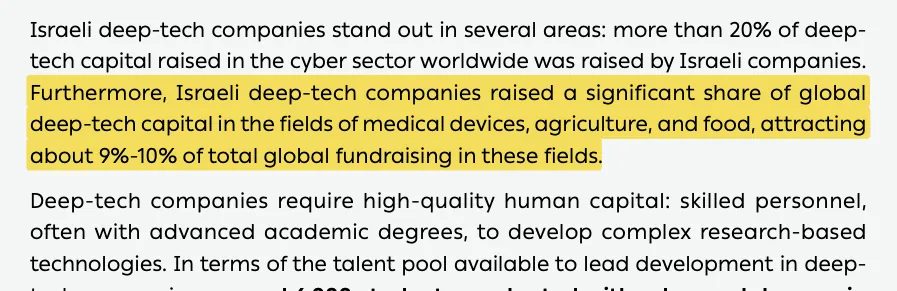 Israeli deep-tech companies stand out in several areas: more than 20% of deep-
tech capital raised in the cyber sector worldwide was raised by Israeli companies.
Furthermore, Israeli deep-tech companies raised a significant share of global
deep-tech capital in the fields of medical devices, agriculture, and food, attracting
about 9%-10% of total global fundraising in these fields.
Deep-tech companies require high-quality human capital: skilled personnel,
often with advanced academic degrees, to develop complex research-based
technologies. In terms of the talent pool available to lead development in deep-